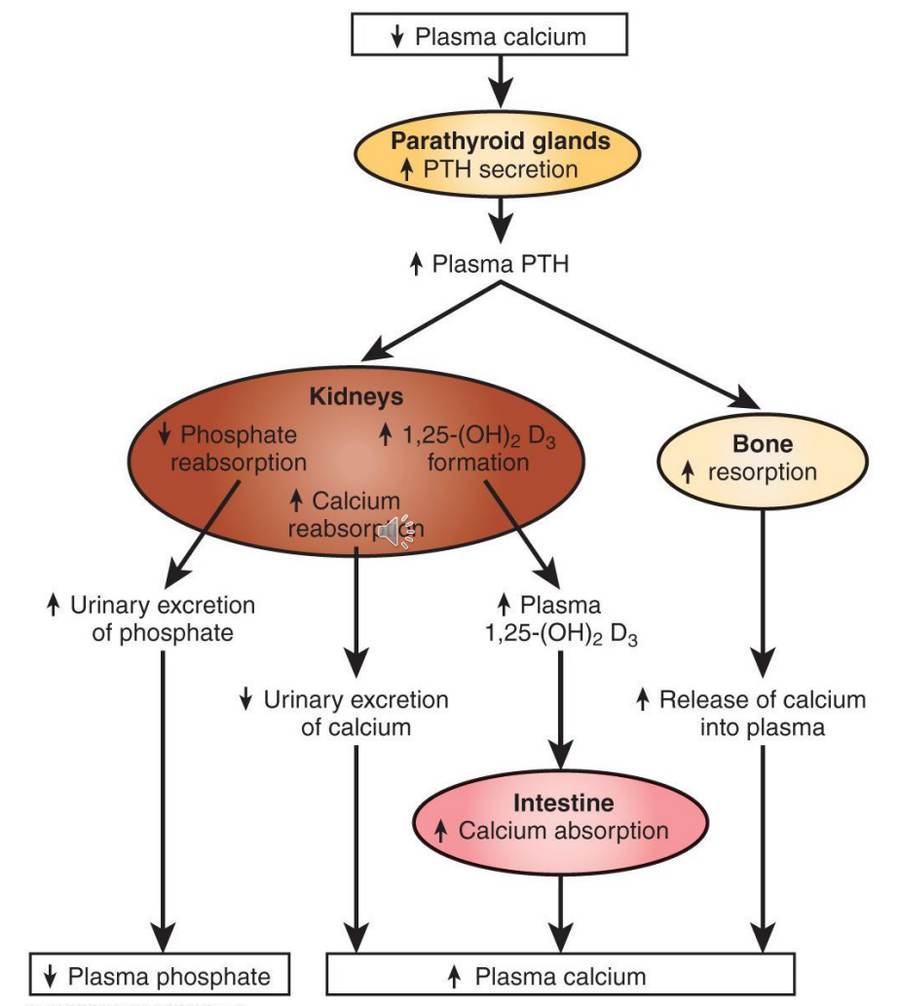 ↓ Plasma calcium
Parathyroid glands
↑ PTH secretion
↑ Plasma PTH
Kidneys
↓ Phosphate
reabsorption
↑ 1,25-(OH)₂ D₃
formation
↑ Calcium
reabsorption
Bone
↑ resorption
↑ Urinary excretion
of phosphate
↑ Plasma
1,25-(OH)₂ D₃
↓ Urinary excretion
of calcium
↑ Release of calcium
into plasma
Intestine
↑ Calcium absorption
↓ Plasma phosphate
↑ Plasma calcium